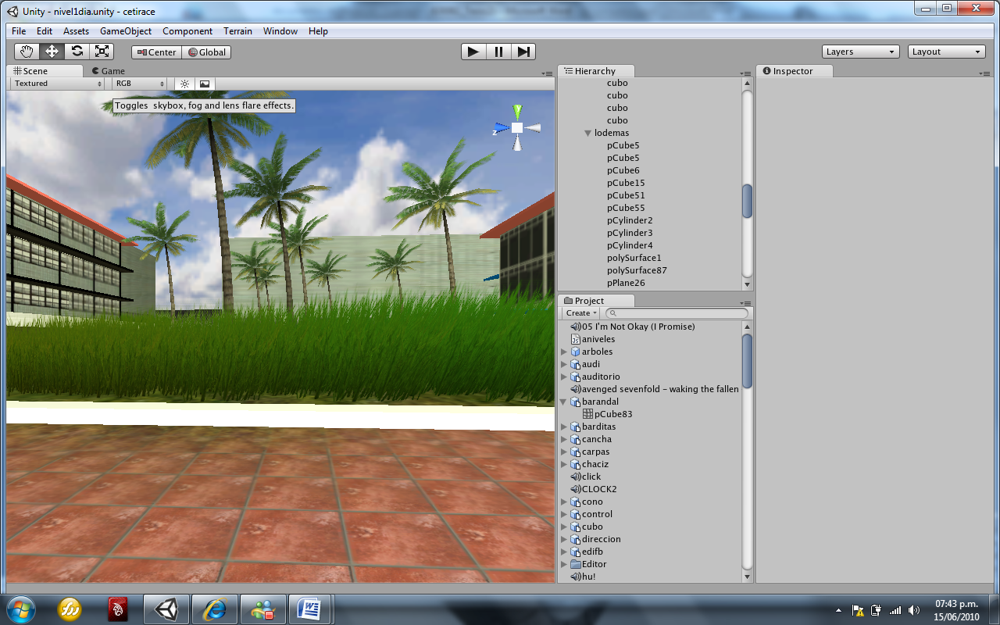 Unity - nivel1dia.unity - cetirace
File Edit Assets GameObject Component Terrain Window Help
Center Global Layers Layout
Scene Game
Textured RGB
Toggles skybox, fog and lens flare effects.
y
z
Hierarchy
cubo
cubo
cubo
cubo
lodemas
pCube5
pCube5
pCube6
pCube15
pCube51
pCube55
pCylinder2
pCylinder3
pCylinder4
polySurface1
polySurface87
pPlane26
Project
Create
05 I'm Not Okay (I Promise)
Js aniveles
arboles
audi
auditorio
avenged sevenfold - waking the fallen
barandal
pCube83
barditas
cancha
carpas
chaciz
click
CLOCK2
cono
control
cubo
direccion
edifb
Editor
hu!
Inspector
07:43 p.m.
15/06/2010